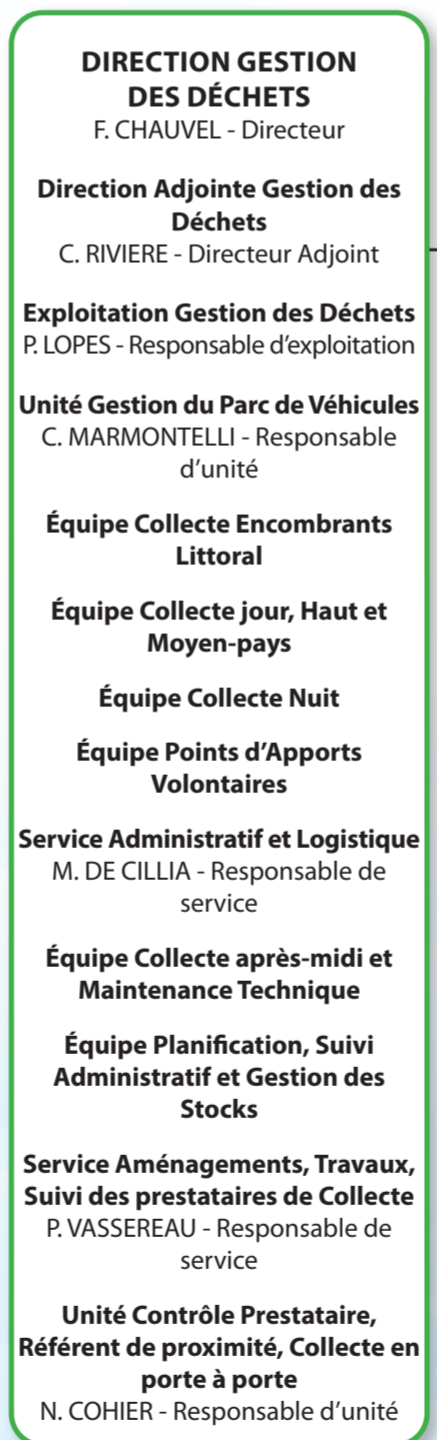 DIRECTION GESTION
DES DÉCHETS
F. CHAUVEL - Directeur
Direction Adjointe Gestion des
Déchets
C. RIVIERE - Directeur Adjoint
Exploitation Gestion des Déchets
P. LOPES - Responsable d'exploitation
Unité Gestion du Parc de Véhicules
C. MARMONTELLI - Responsable
d'unité
Équipe Collecte Encombrants
Littoral
Équipe Collecte jour, Haut et
Moyen-pays
Équipe Collecte Nuit
Équipe Points d'Apports
Volontaires
Service Administratif et Logistique
M. DE CILLIA - Responsable de
service
Équipe Collecte après-midi et
Maintenance Technique
Équipe Planification, Suivi
Administratif et Gestion des
Stocks
Service Aménagements, Travaux,
Suivi des prestataires de Collecte
P. VASSEREAU - Responsable de
service
Unité Contrôle Prestataire,
Référent de proximité, Collecte en
porte à porte
N. COHIER - Responsable d'unité